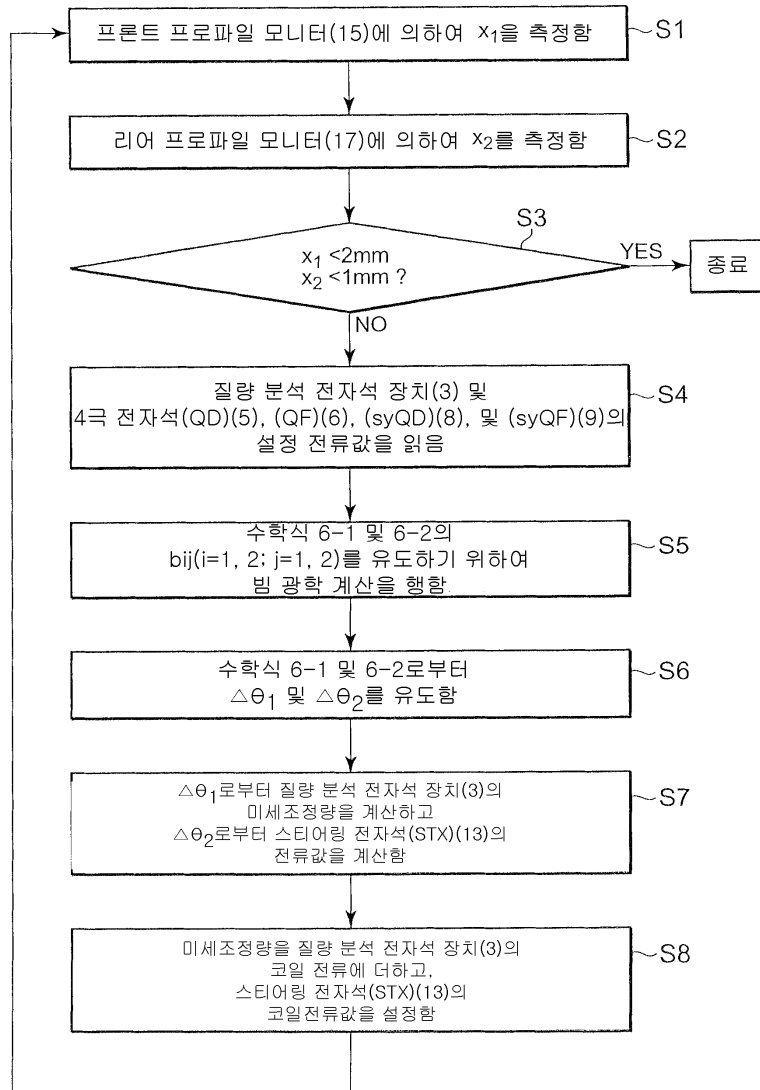 프론트 프로파일 모니터(15)에 의하여 x1을 측정함
S1
리어 프로파일 모니터(17)에 의하여 x2를 측정함
S2
S3
x1 <2mm
x2 <1mm ?
YES
종료
NO
질량 분석 전자석 장치(3) 및
4극 전자석(QD)(5), (QF)(6), (syQD)(8), 및 (syQF)(9)의
설정 전류값을 읽음
S4
수학식 6-1 및 6-2의
bij(i=1, 2: j=1, 2)를 유도하기 위하여
빔 광학 계산을 행함
S5
수학식 6-1 및 6-2로부터
△θ1 및 △θ2를 유도함
S6
△θ1로부터 질량 분석 전자석 장치(3)의
미세조정량을 계산하고
△θ2로부터 스티어링 전자석(STX)(13)의
전류값을 계산함
S7
미세조정량을 질량 분석 전자석 장치(3)의
코일 전류에 더하고,
스티어링 전자석(STX)(13)의
코일전류값을 설정함
S8